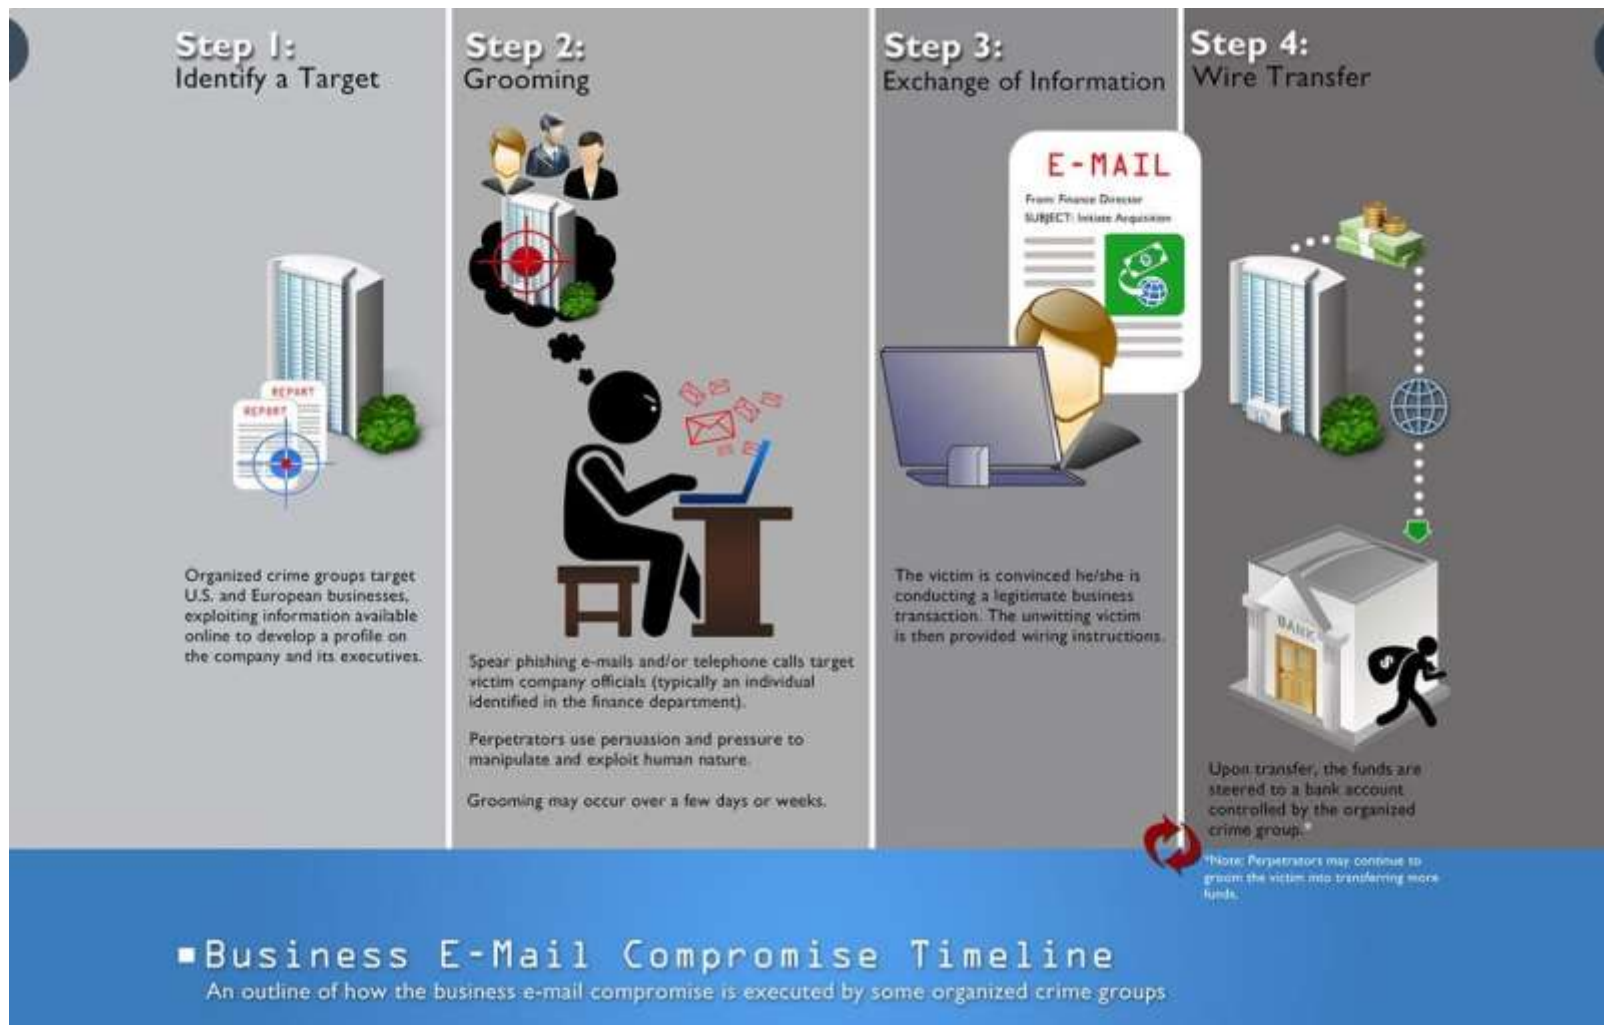 Step 1:
Identify a Target
REPORT
REPORT
Organized crime groups target
U.S. and European businesses,
exploiting information available
online to develop a profile on
the company and its executives.
Step 2:
Grooming
Spear phishing e-mails and/or telephone calls target
victim company officials (typically an individual
identified in the finance department).
Perpetrators use persuasion and pressure to
manipulate and exploit human nature.
Grooming may occur over a few days or weeks.
Step 3:
Exchange of Information
E-MAIL
From: Finance Director
SUBJECT: Initiate Acquisition
The victim is convinced he/she is
conducting a legitimate business
transaction. The unwitting victim
is then provided wiring instructions.
Step 4:
Wire Transfer
BANK
Upon transfer, the funds are
steered to a bank account
controlled by the organized
crime group.*
*Note: Perpetrators may continue to
groom the victim into transferring more
funds.
Business E-Mail Compromise Timeline
An outline of how the business e-mail compromise is executed by some organized crime groups